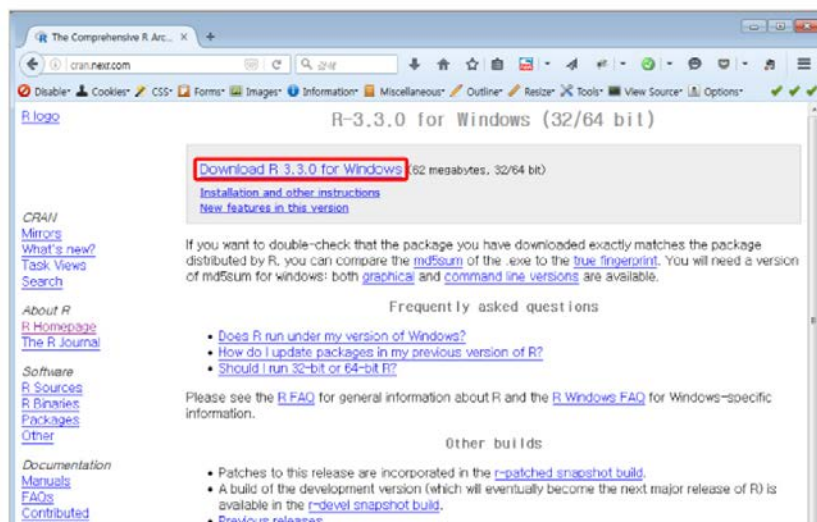 The Comprehensive R Arc...
cran.nexr.com
검색
Disable Cookies CSS Forms Images Information Miscellaneous Outline Resize Tools View Source Options
R logo
R-3.3.0 for Windows (32/64 bit)
Download R 3.3.0 for Windows (62 megabytes, 32/64 bit)
Installation and other instructions
New features in this version
CRAN
Mirrors
What's new?
Task Views
Search
About R
R Homepage
The R Journal
Software
R Sources
R Binaries
Packages
Other
Documentation
Manuals
FAQs
Contributed
If you want to double-check that the package you have downloaded exactly matches the package
distributed by R, you can compare the md5sum of the .exe to the true fingerprint. You will need a version
of md5sum for windows: both graphical and command line versions are available.
Frequently asked questions
• Does R run under my version of Windows?
• How do I update packages in my previous version of R?
• Should I run 32-bit or 64-bit R?
Please see the R FAQ for general information about R and the R Windows FAQ for Windows-specific
information.
Other builds
• Patches to this release are incorporated in the r-patched snapshot build.
• A build of the development version (which will eventually become the next major release of R) is
available in the r-devel snapshot build.
• Previous releases